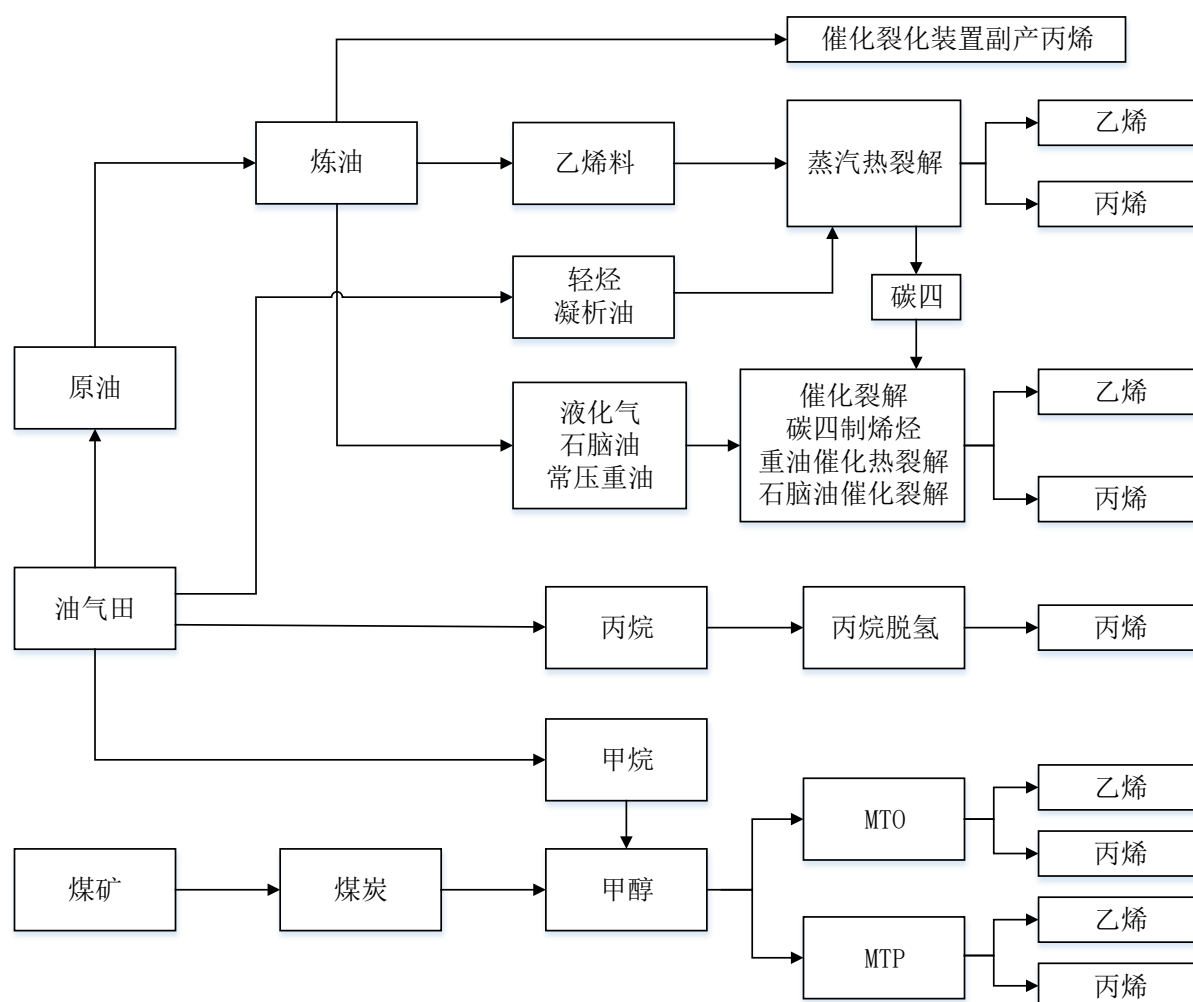 催化裂化装置副产丙烯
炼油
乙烯料
蒸汽热裂解
乙烯
丙烯
轻烃
凝析油
碳四
原油
液化气
石脑油
常压重油
催化裂解
碳四制烯烃
重油催化热裂解
石脑油催化裂解
乙烯
丙烯
油气田
丙烷
丙烷脱氢
丙烯
甲烷
MTO
乙烯
丙烯
煤矿
煤炭
甲醇
MTP
乙烯
丙烯